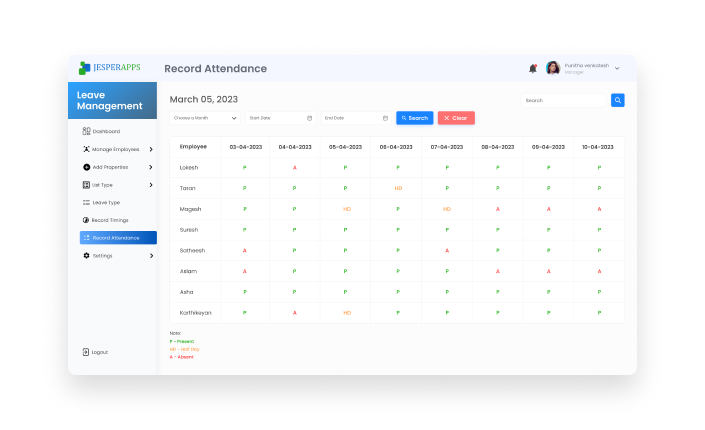 JESPERAPPS
Record Attendance
Punitha venkatesh
Manager
Leave
Management
Dashboard
Manage Employees
Add Properties
List Type
Leave type
Record Timings
Record Attendance
Settings
Logout
March 05, 2023
Search
Choose a Month
Start Date
End Date
Search
Clear
Employee 03-04-2023 04-04-2023 05-04-2023 06-04-2023 07-04-2023 08-04-2023 09-04-2023 10-04-2023
Lokesh P A P P P P P P
Taran P P P HD P P P P
Magesh P P HD P HD A A A
Suresh P P P P P P P P
Satheesh A P P P A P P P
Aslam A P P P P A A A
Asha P P P P P P P P
Karthikeyan P A HD P P P P P
Note:
P - Present
HD - Half Day
A - Absent